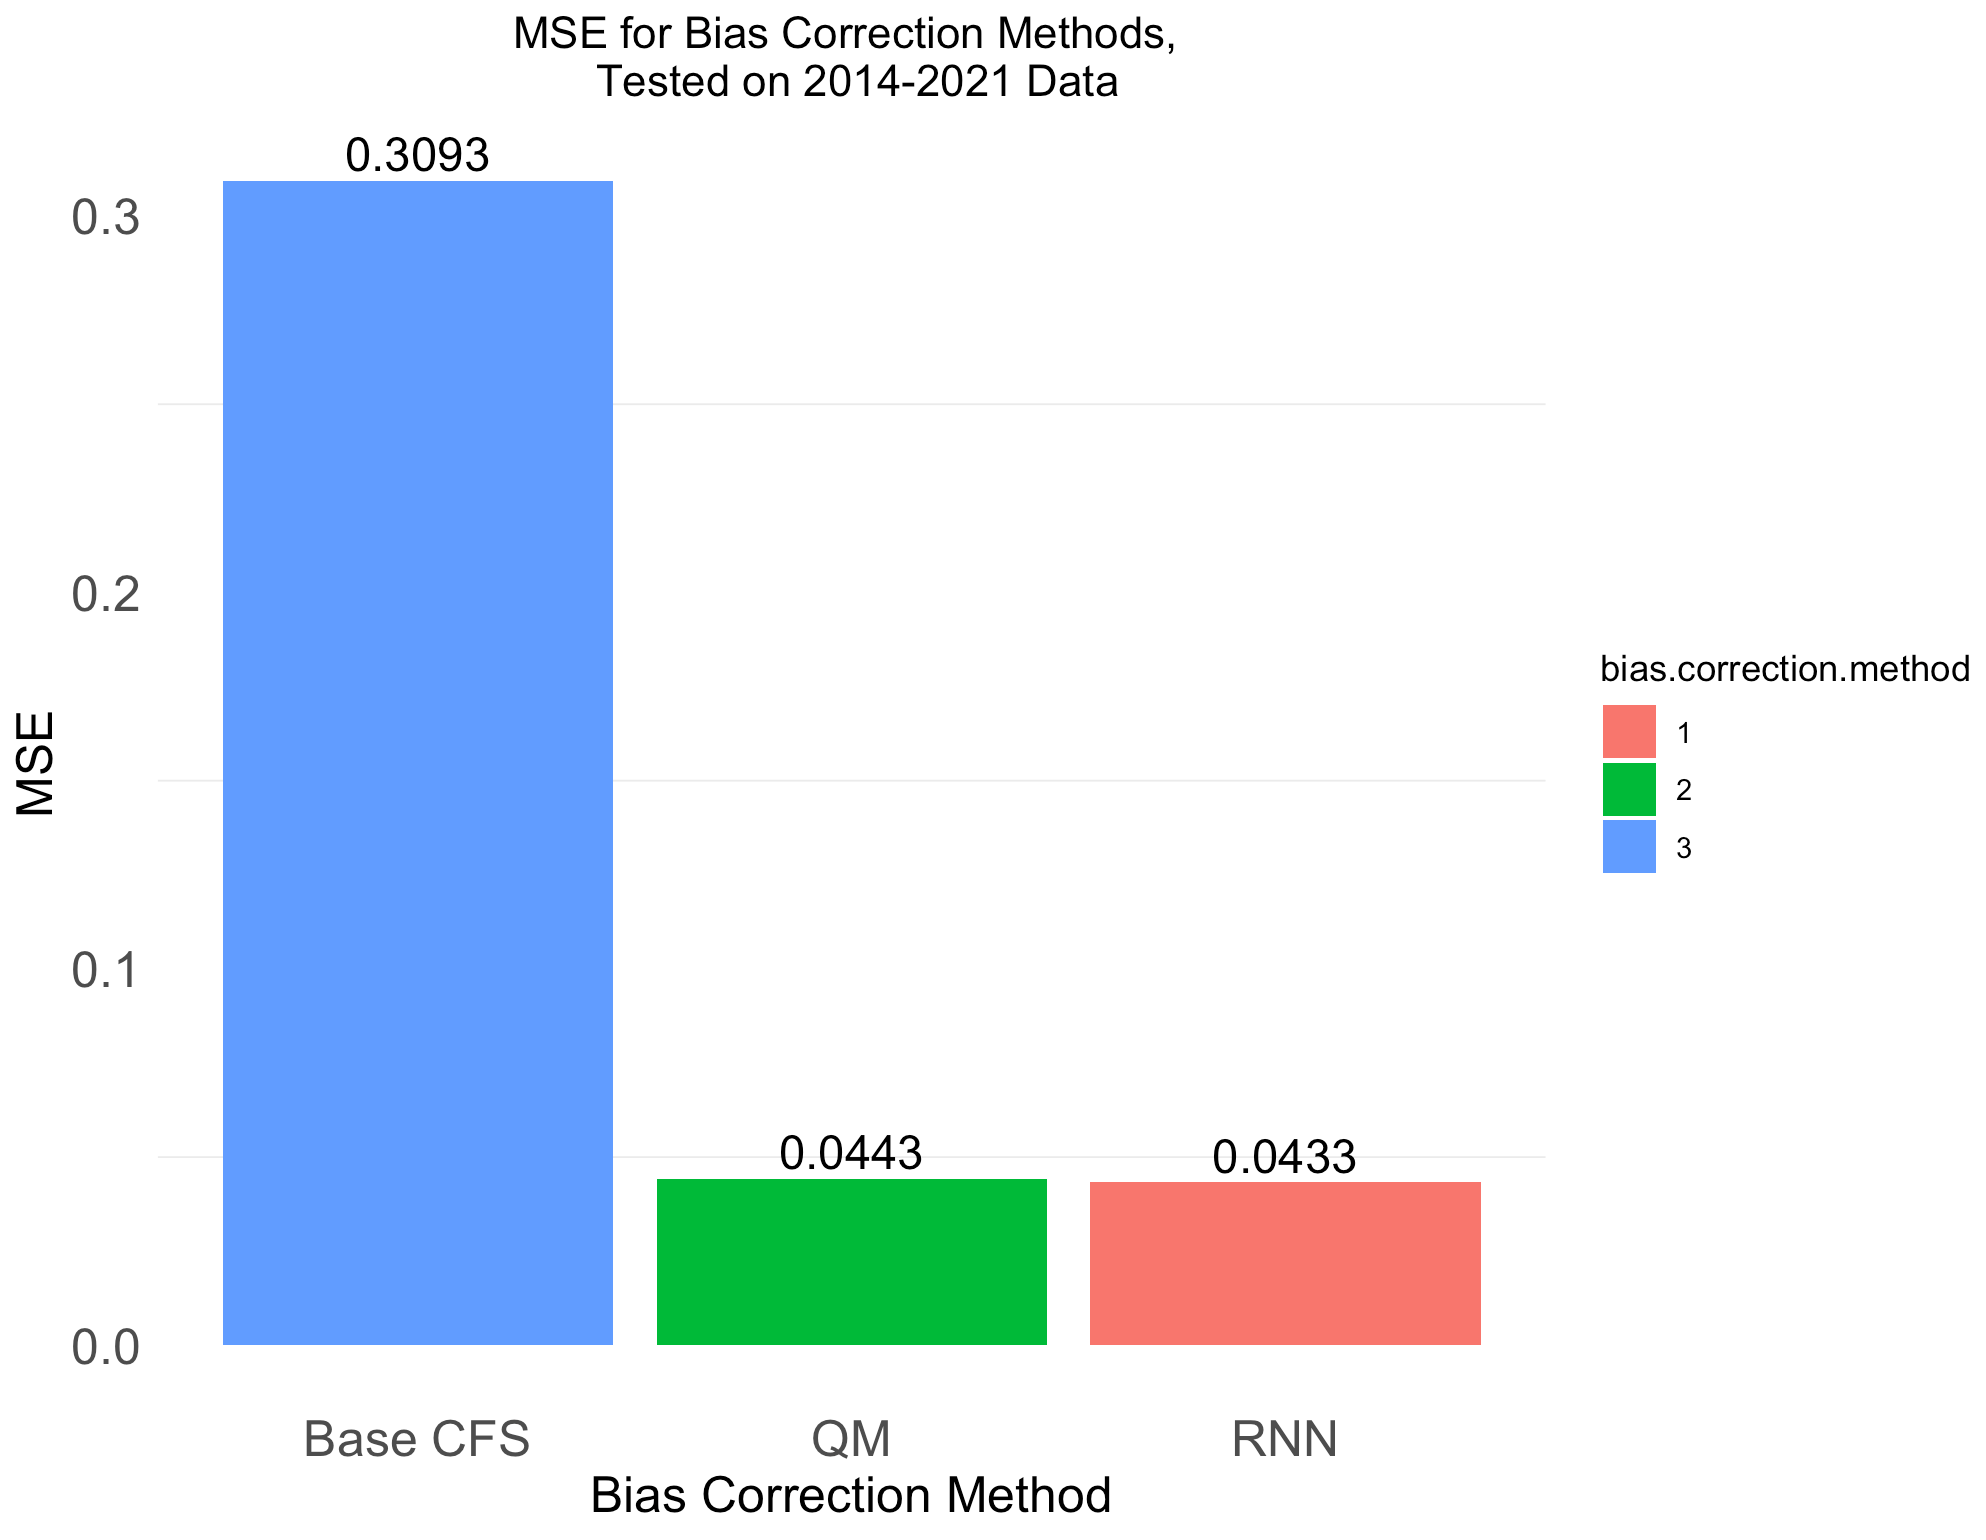 MSE for Bias Correction Methods,
Tested on 2014-2021 Data
0.3093
0.3
0.2
MSE
0.1
0.0443
0.0433
0.0
Base CFS
QM
RNN
Bias Correction Method
bias.correction.method
1
2
3